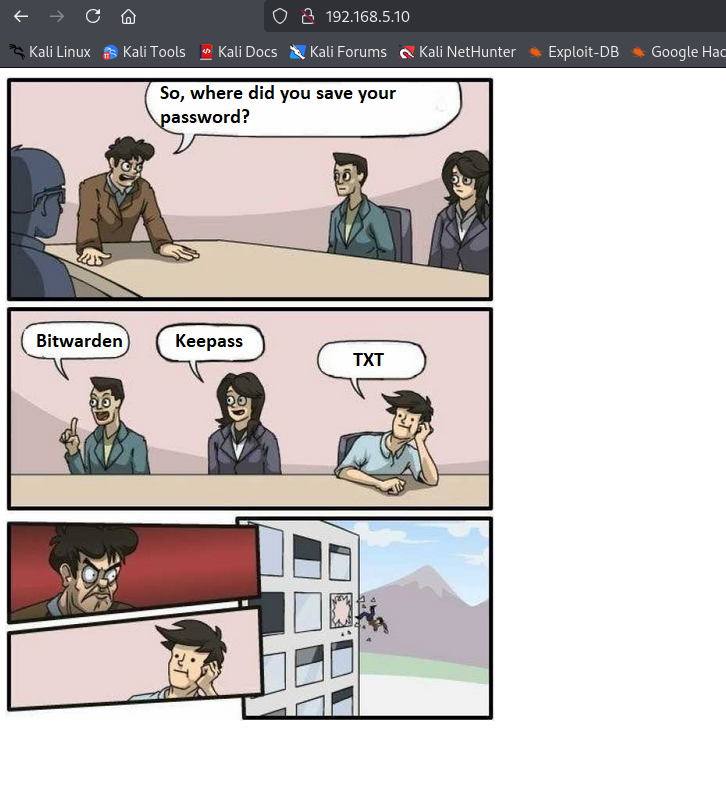 192.168.5.10
Kali Linux Kali Tools Kali Docs Kali Forums Kali NetHunter Exploit-DB Google Hac
So, where did you save your
password?
Bitwarden Keepass
TXT